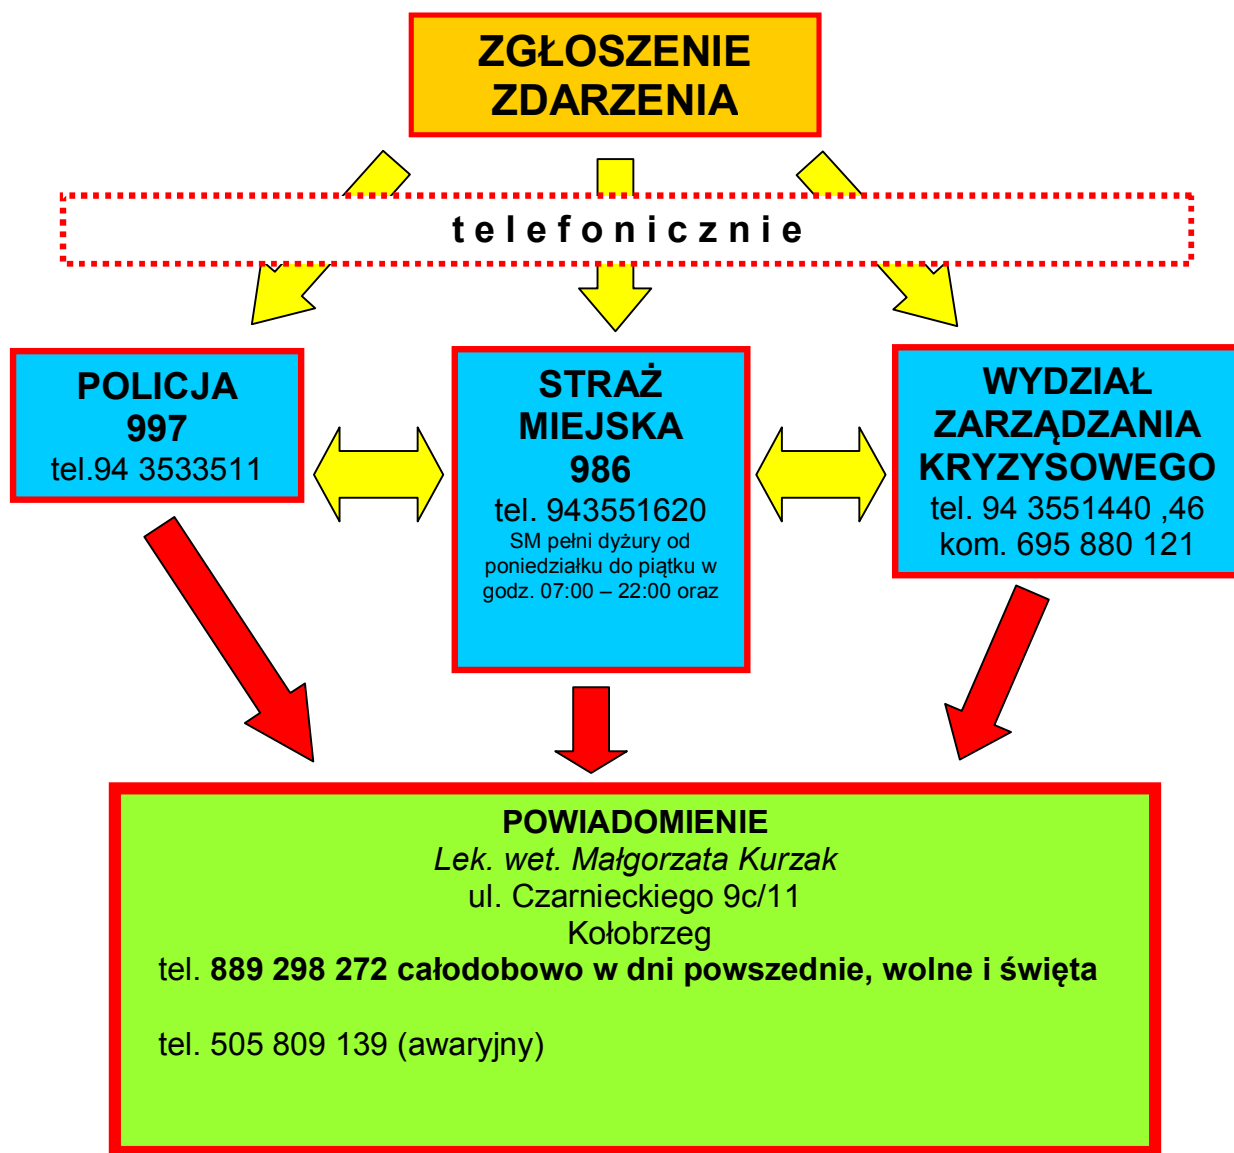 ZGŁOSZENIE
ZDARZENIA
telefonicznie
POLICJA
997
tel.94 3533511
STRAŻ
MIEJSKA
986
tel. 943551620
SM pełni dyżury od
poniedziałku do piątku w
godz. 07:00 – 22:00 oraz
WYDZIAŁ
ZARZĄDZANIA
KRYZYSOWEGO
tel. 94 3551440 ,46
kom. 695 880 121
POWIADOMIENIE
Lek. wet. Małgorzata Kurzak
ul. Czarnieckiego 9c/11
Kołobrzeg
tel. 889 298 272 całodobowo w dni powszednie, wolne i święta
tel. 505 809 139 (awaryjny)